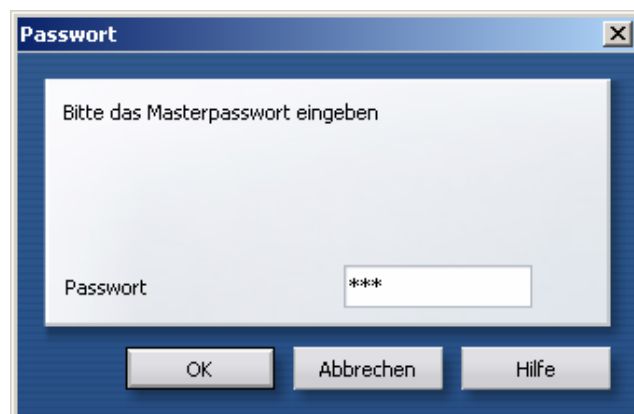 Passwort
Bitte das Masterpasswort eingeben
Passwort
***
OK
Abbrechen
Hilfe